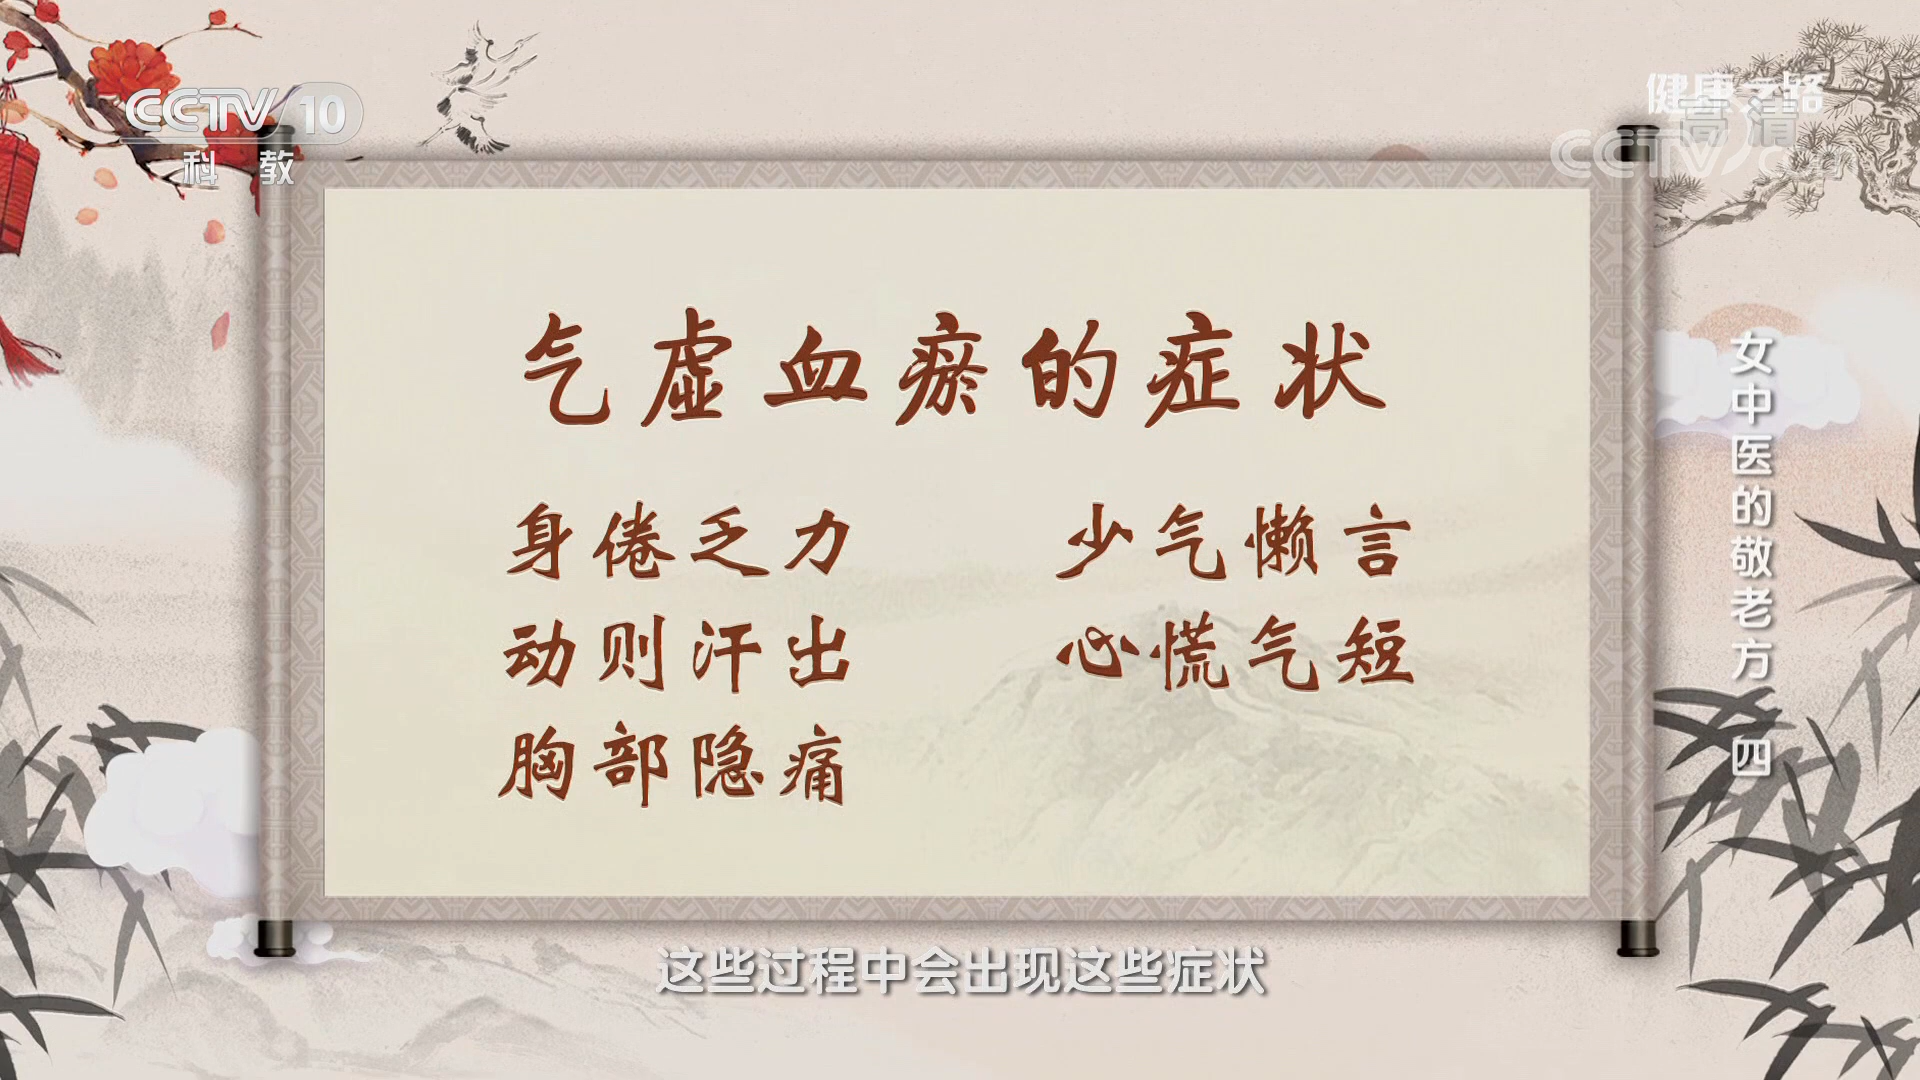 CCTV 10
科 教
健康之路
高清
CCTV
气虚血瘀的症状
身倦乏力 少气懒言
动则汗出 心慌气短
胸部隐痛
女中医的敬老方 四
这些过程中会出现这些症状